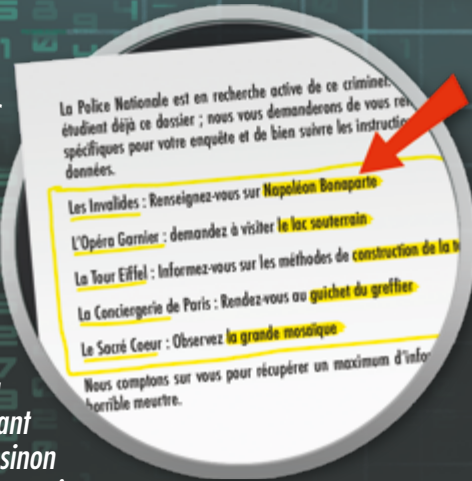 La Police Nationale est en recherche active de ce criminel.
étudient déjà ce dossier ; nous vous demanderons de vous
spécifiques pour votre enquête et de bien suivre les
données.
Les Invalides : Renseignez-vous sur Napoléon Bonaparte
L'Opéra Garnier : demandez à visiter le lac souterrain
La Tour Eiffel : Informez-vous sur les méthodes de construction de la
La Conciergerie de Paris : Rendez-vous au guichet du greffier
Le Sacré Coeur : Observez la grande mosaïque
Nous comptons sur vous pour récupérer un maximum
horrible meurtre.
ant
sinon